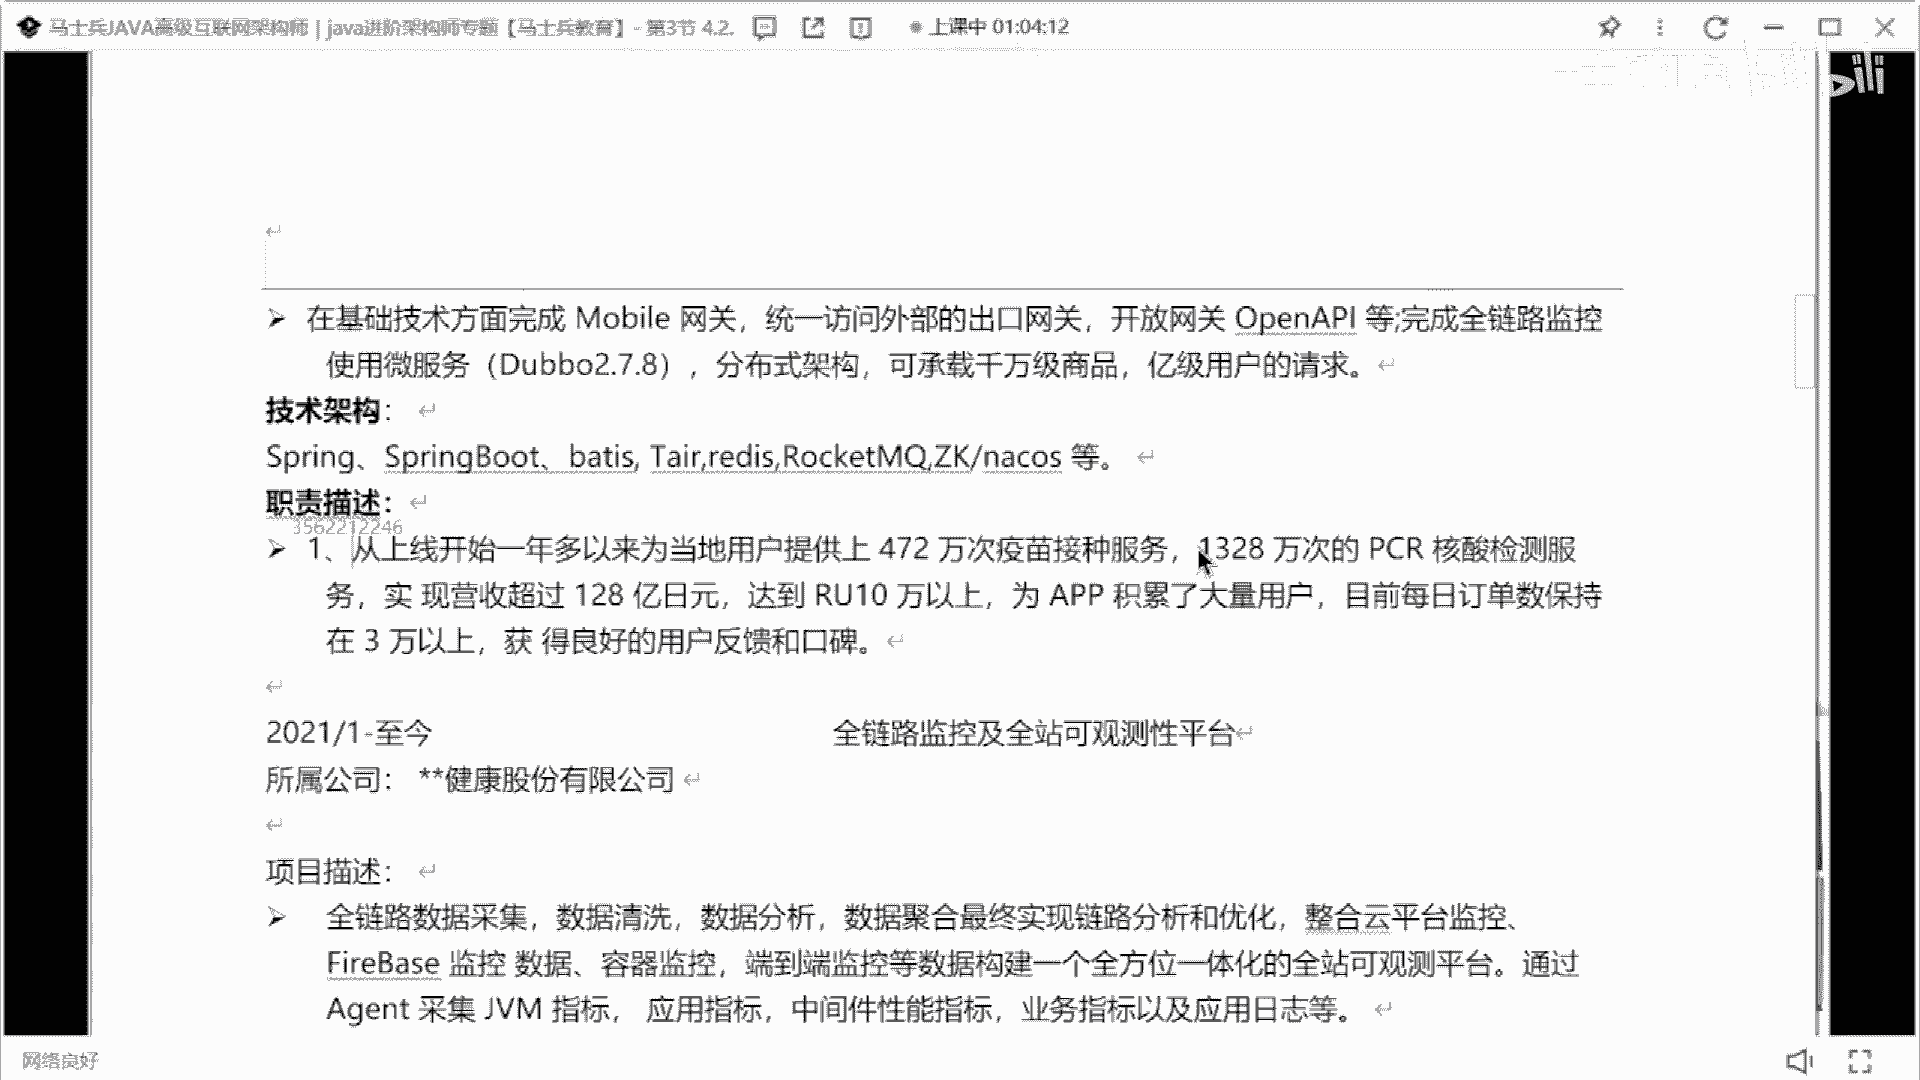 马士兵JAVA高级互联网架构师 | java进阶架构师专题【马士兵教育】 - 第3节 4.2. 上课中 01:04:12
bili
在基础技术方面完成 Mobile 网关，统一访问外部的出口网关，开放网关 OpenAPI 等;完成全链路监控
使用微服务（Dubbo2.7.8），分布式架构，可承载千万级商品，亿级用户的请求。
技术架构：
Spring、SpringBoot、batis, Tair,redis,RocketMQ,ZK/nacos 等。
职责描述：
3562212246
1、从上线开始一年多以来为当地用户提供上 472 万次疫苗接种服务，1328 万次的 PCR 核酸检测服
务，实 现营收超过 128 亿日元，达到 RU10 万以上，为 APP 积累了大量用户，目前每日订单数保持
在 3 万以上，获 得良好的用户反馈和口碑。
2021/1-至今 全链路监控及全站可观测性平台
所属公司： **健康股份有限公司
项目描述：
全链路数据采集，数据清洗，数据分析，数据聚合最终实现链路分析和优化，整合云平台监控、
FireBase 监控 数据、容器监控，端到端监控等数据构建一个全方位一体化的全站可观测平台。通过
Agent 采集 JVM 指标， 应用指标，中间件性能指标，业务指标以及应用日志等。
网络良好